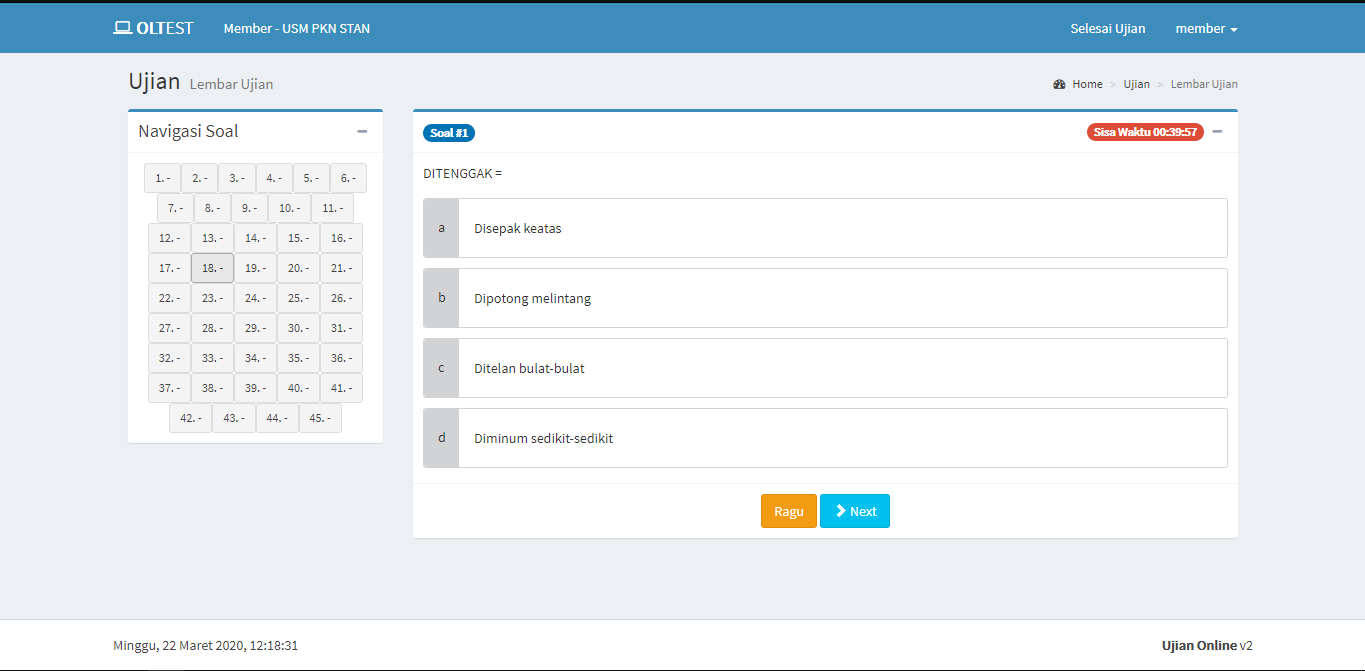 OLTEST Member - USM PKN STAN Selesai Ujian member
Ujian Lembar Ujian Home > Ujian > Lembar Ujian
Navigasi Soal
1. - 2. - 3. - 4. - 5. - 6. -
7. - 8. - 9. - 10. - 11. -
12. - 13. - 14. - 15. - 16. -
17. - 18. - 19. - 20. - 21. -
22. - 23. - 24. - 25. - 26. -
27. - 28. - 29. - 30. - 31. -
32. - 33. - 34. - 35. - 36. -
37. - 38. - 39. - 40. - 41. -
42. - 43. - 44. - 45. -
Soal #1 Sisa Waktu 00:39:57
DITENGGAK =
a Disepak keatas
b Dipotong melintang
c Ditelan bulat-bulat
d Diminum sedikit-sedikit
Ragu Next
Minggu, 22 Maret 2020, 12:18:31 Ujian Online v2